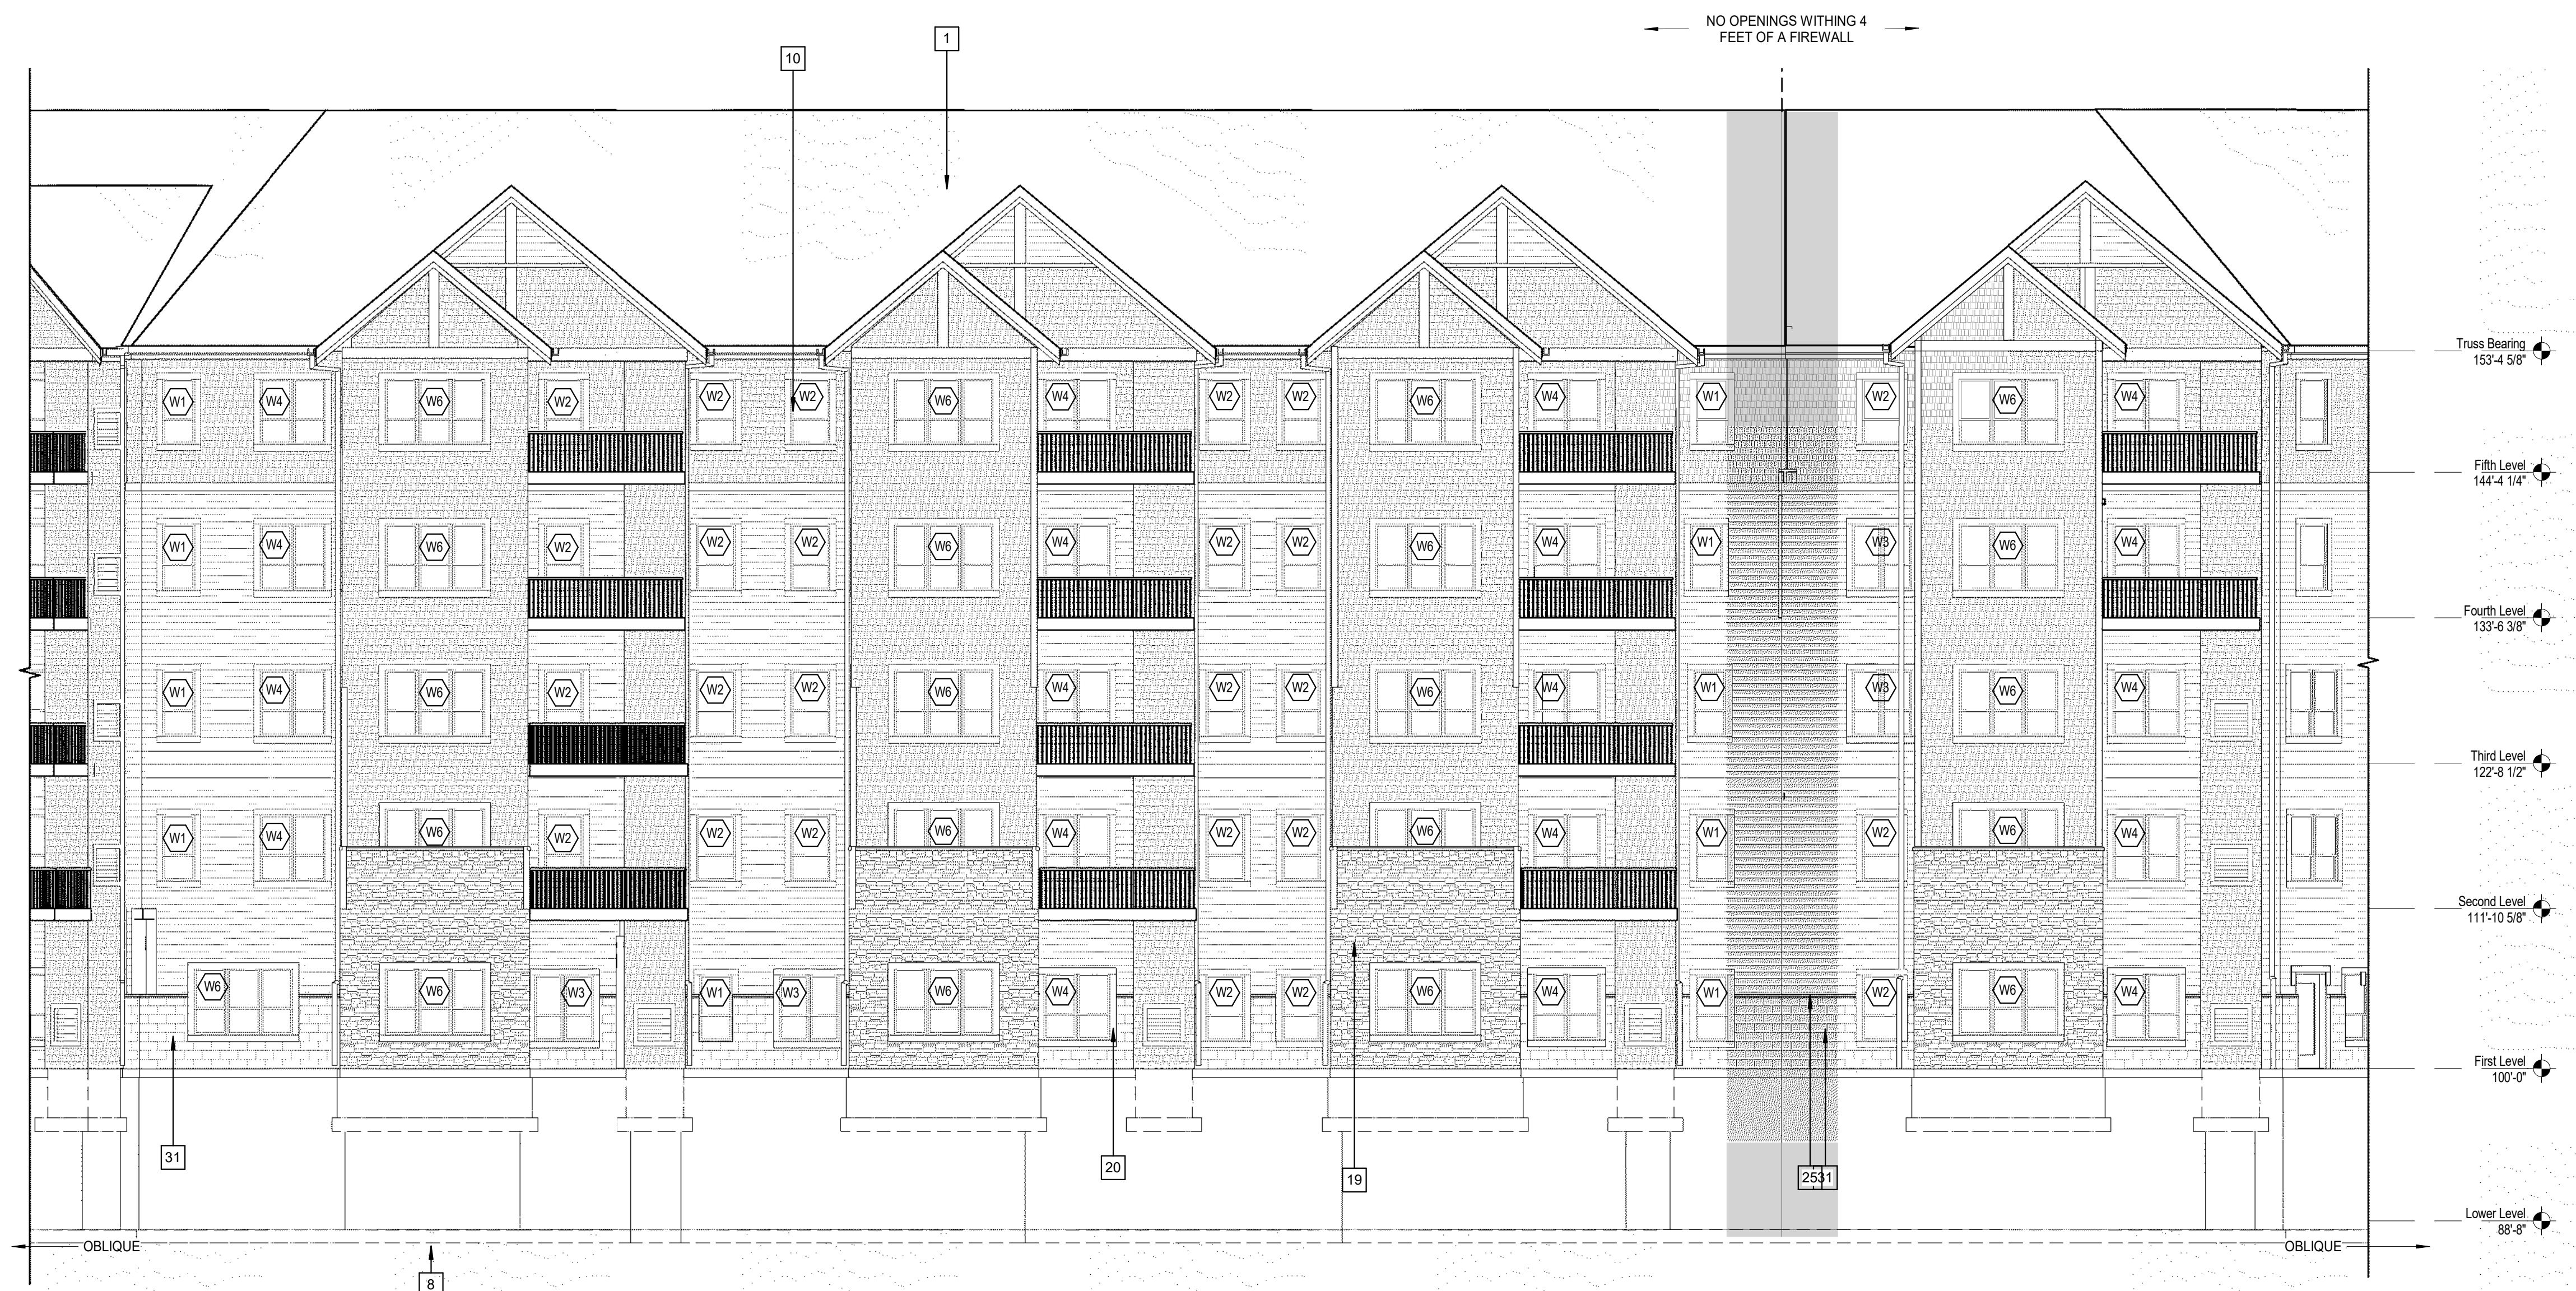 NO OPENINGS WITHING 4
FEET OF A FIREWALL
1
10
Truss Bearing
153'-4 5/8"
W1 W4 W6 W2 W2 W2 W6 W4 W2 W2 W6 W4 W1 W2 W6 W4
Fifth Level
144'-4 1/4"
W1 W4 W6 W2 W2 W2 W6 W4 W2 W2 W6 W4 W1 W3 W6 W4
Fourth Level
133'-6 3/8"
W1 W4 W6 W2 W2 W2 W6 W4 W2 W2 W6 W4 W1 W3 W6 W4
Third Level
122'-8 1/2"
W1 W4 W6 W2 W2 W2 W6 W4 W2 W2 W6 W4 W1 W2 W6 W4
Second Level
111'-10 5/8"
W6 W6 W3 W1 W3 W6 W4 W2 W2 W6 W4 W1 W2 W6 W4
First Level
100'-0"
31
20
19
25 31
Lower Level
88'-8"
OBLIQUE
OBLIQUE
8